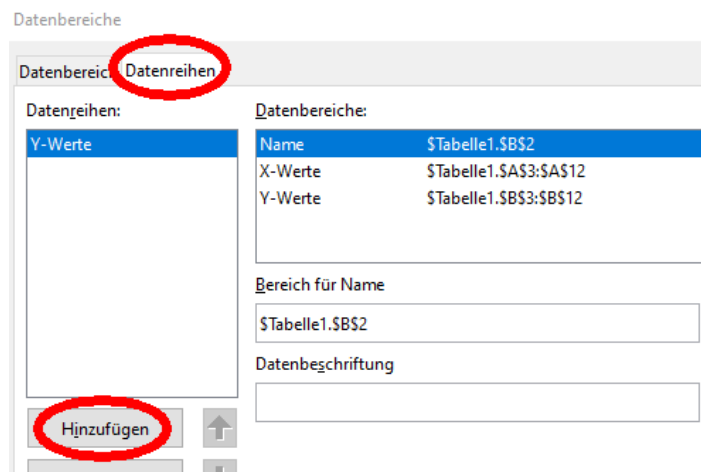 Datenbereiche
Datenbereic Datenreihen
Datenreihen:
Y-Werte
Datenbereiche:
Name $Tabelle1.$B$2
X-Werte $Tabelle1.$A$3:$A$12
Y-Werte $Tabelle1.$B$3:$B$12
Bereich für Name
$Tabelle1.$B$2
Datenbeschriftung
Hinzufügen